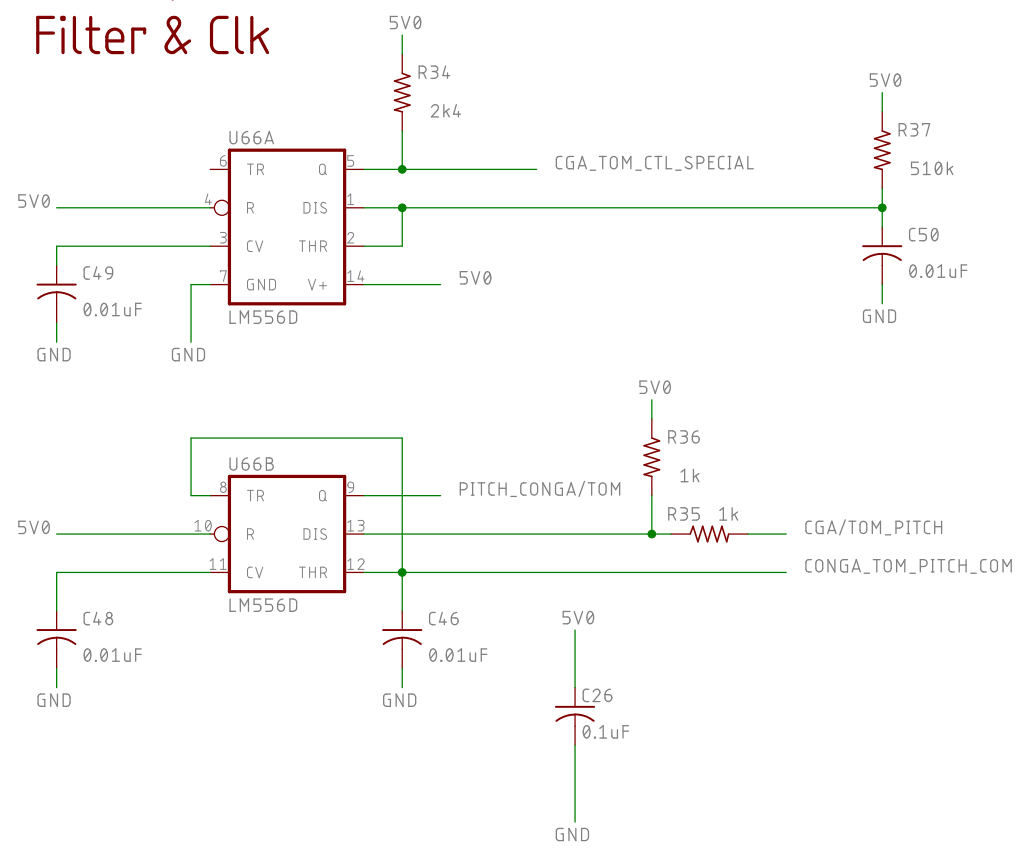 Filter & Clk
5V0
R34
2k4
5V0
R37
510k
U66A
6 TR Q 5
CGA_TOM_CTL_SPECIAL
5V0
4 R DIS 1
3 CV THR 2
C50
0.01uF
C49
0.01uF
7 GND V+ 14
5V0
LM556D
GND
GND
GND
5V0
R36
1k
U66B
8 TR Q 9
PITCH_CONGA/TOM
R35 1k
5V0
10 R DIS 13
CGA/TOM_PITCH
11 CV THR 12
CONGA_TOM_PITCH_COM
LM556D
C48
0.01uF
C46
0.01uF
5V0
GND
GND
C26
0.1uF
GND